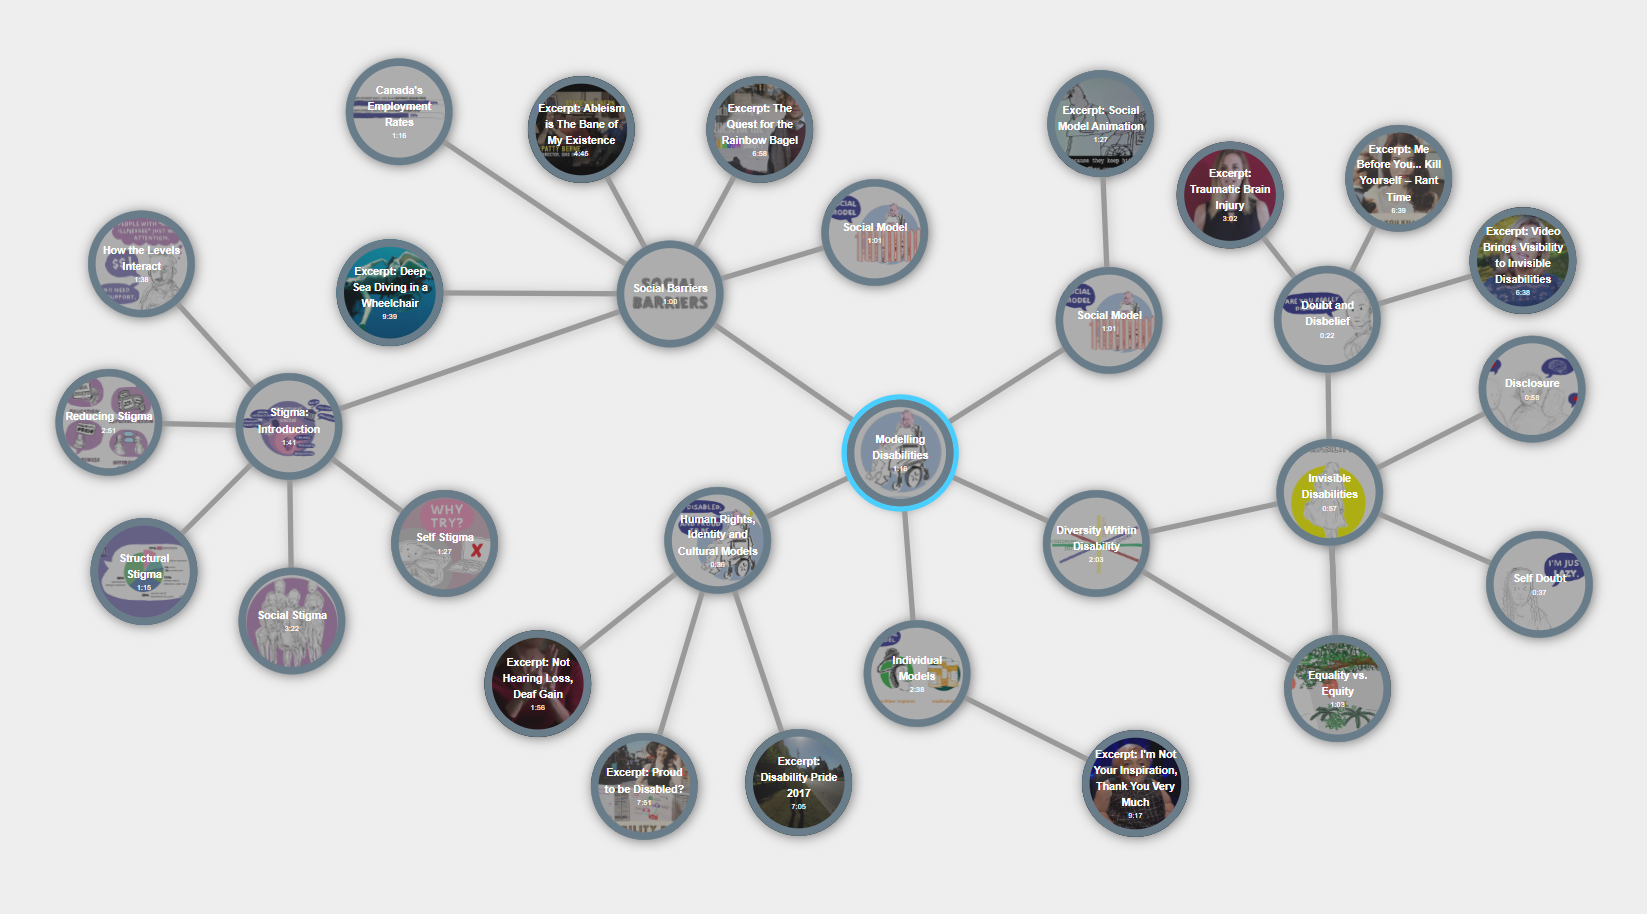 Canada's
Employment
Rates
1:16
Excerpt: Ableism
is The Bane of
My Existence
4:45
Excerpt: The
Quest for the
Rainbow Bagel
6:58
Excerpt: Social
Model Animation
1:27
Excerpt: Me
Before You... Kill
Yourself – Rant
Time
6:39
Excerpt:
Traumatic Brain
Injury
3:02
Social Model
1:01
Excerpt: Video
Brings Visibility
to Invisible
Disabilities
6:38
How the Levels
Interact
1:38
Excerpt: Deep
Sea Diving in a
Wheelchair
9:39
SOCIAL
BARRIERS
Social Barriers
1:00
Social Model
1:01
Doubt and
Disbelief
0:22
Disclosure
0:58
Reducing Stigma
2:51
Stigma:
Introduction
1:41
Modelling
Disabilities
1:16
Invisible
Disabilities
0:57
WHY
TRY?
Self Stigma
1:27
Human Rights,
Identity and
Cultural Models
0:36
Diversity Within
Disability
2:03
Structural
Stigma
1:15
I'M JUS
LAZY.
Self Doubt
0:37
Social Stigma
3:22
Excerpt: Not
Hearing Loss,
Deaf Gain
1:56
Individual
Models
2:38
Equality vs.
Equity
1:03
Excerpt: Proud
to be Disabled?
7:51
Excerpt:
Disability Pride
2017
7:05
Excerpt: I'm Not
Your Inspiration,
Thank You Very
Much
9:17